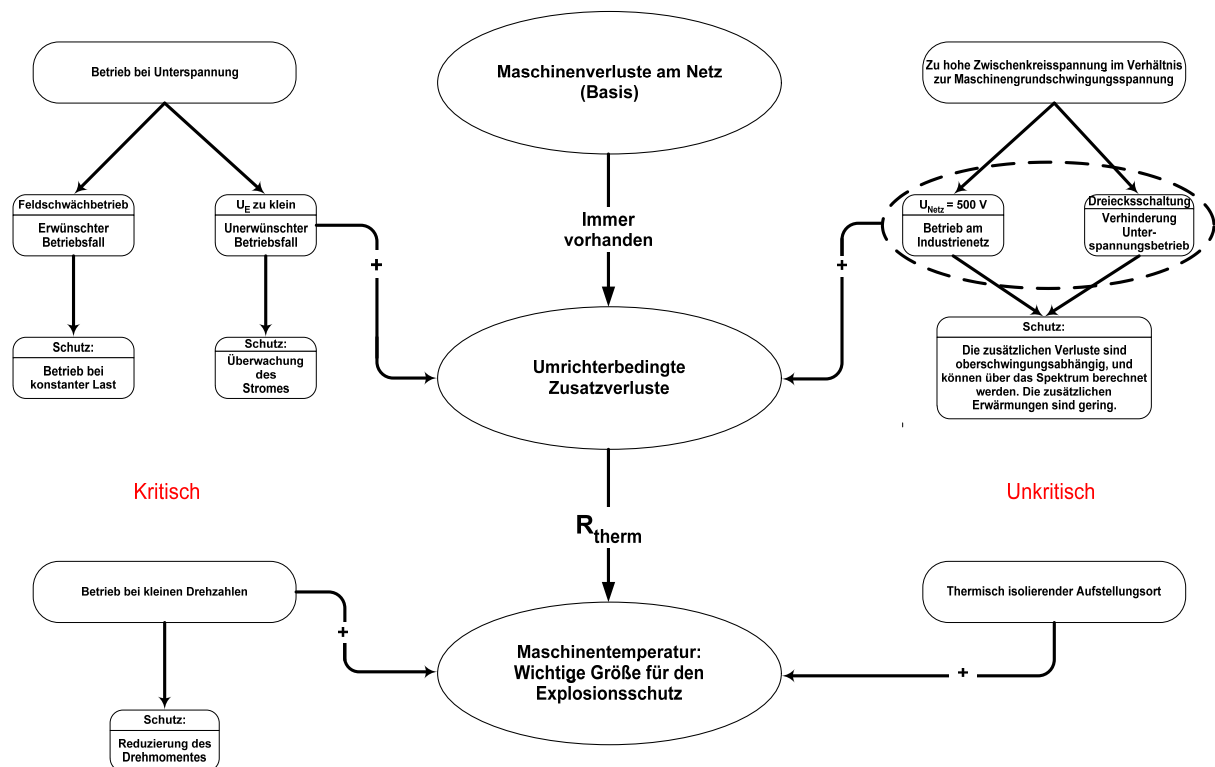 Betrieb bei Unterspannung
Maschinenverluste am Netz
(Basis)
Zu hohe Zwischenkreisspannung im Verhältnis
zur Maschinengrundschwingungsspannung
Feldschwächbetrieb
Erwünschter
Betriebsfall
UE zu klein
Unerwünschter
Betriebsfall
+
Immer
vorhanden
+
UNetz = 500 V
Betrieb am
Industrienetz
Dreiecksschaltung
Verhinderung
Unter-
spannungsbetrieb
Schutz:
Betrieb bei
konstanter Last
Schutz:
Überwachung
des
Stromes
Umrichterbedingte
Zusatzverluste
Schutz:
Die zusätzlichen Verluste sind
oberschwingungsabhängig, und
können über das Spektrum berechnet
werden. Die zusätzlichen
Erwärmungen sind gering.
Kritisch
Unkritisch
Rtherm
Betrieb bei kleinen Drehzahlen
+
Maschinentemperatur:
Wichtige Größe für den
Explosionsschutz
Thermisch isolierender Aufstellungsort
+
Schutz:
Reduzierung des
Drehmomentes